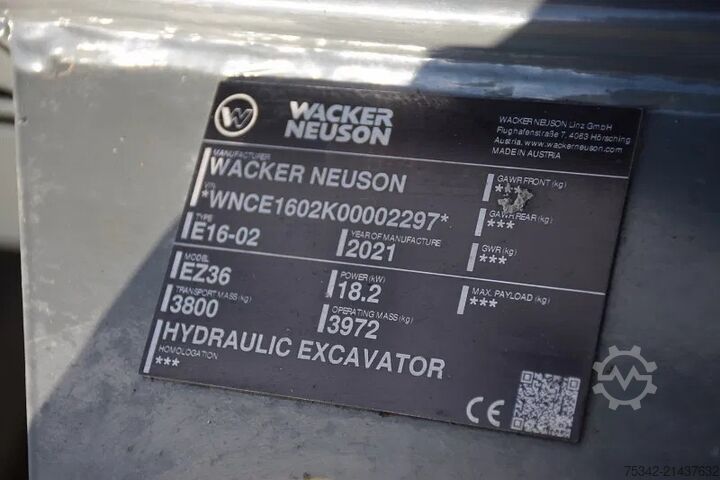 WACKER
NEUSON
WACKER NEUSON Linz GmbH
Flughafenstraße 7, 4063 Hörsching
Austria, www.wackerneuson.com
MADE IN AUSTRIA
MANUFACTURER
WACKER NEUSON
GAWR FRONT (kg)
***
VIN
*WNCE1602K00002297*
GAWR REAR (kg)
***
TYPE
E16-02
YEAR OF MANUFACTURE
2021
GWR (kg)
***
MODEL
EZ36
POWER (kW)
18.2
MAX. PAYLOAD (kg)
***
TRANSPORT MASS (kg)
3800
OPERATING MASS (kg)
3972
HYDRAULIC EXCAVATOR
HOMOLOGATION
***
CE
75342-21437632